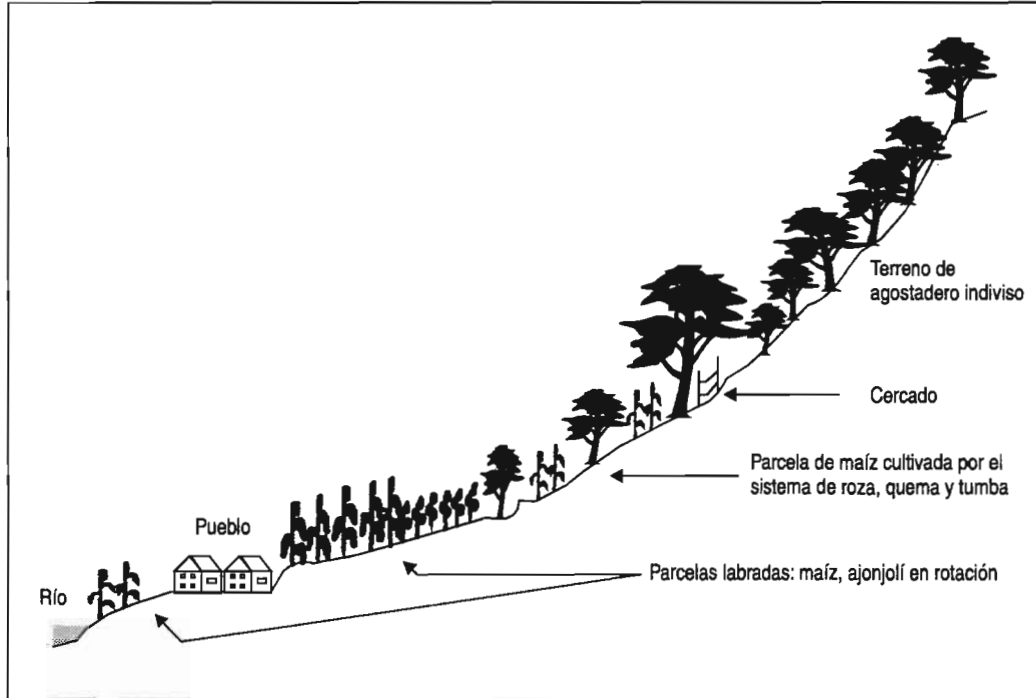 Terreno de
agostadero indiviso
Cercado
Parcela de maíz cultivada por el
sistema de roza, quema y tumba
Pueblo
Parcelas labradas: maíz, ajonjolí en rotación
Río